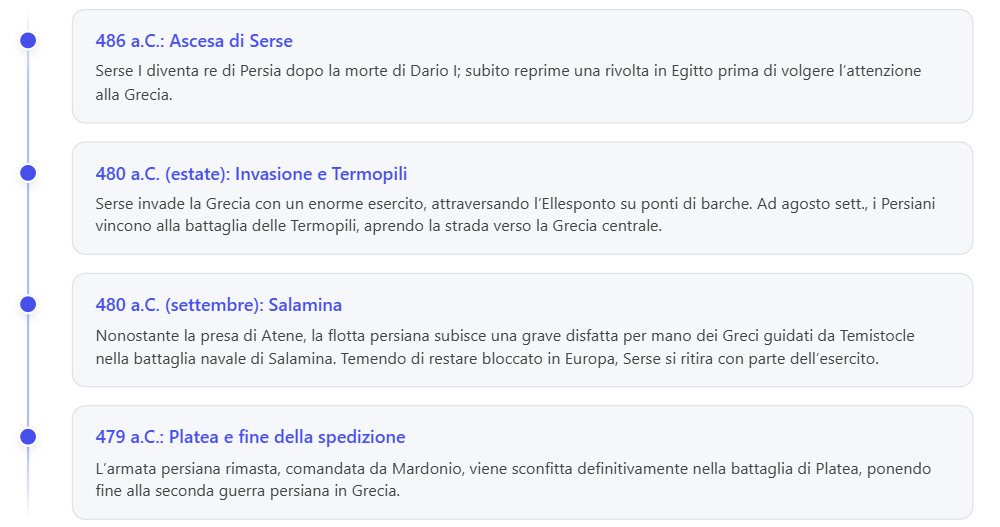 486 a.C.: Ascesa di Serse
Serse I diventa re di Persia dopo la morte di Dario I; subito reprime una rivolta in Egitto prima di volgere l’attenzione
alla Grecia.
480 a.C. (estate): Invasione e Termopili
Serse invade la Grecia con un enorme esercito, attraversando l’Ellesponto su ponti di barche. Ad agosto sett., i Persiani
vincono alla battaglia delle Termopili, aprendo la strada verso la Grecia centrale.
480 a.C. (settembre): Salamina
Nonostante la presa di Atene, la flotta persiana subisce una grave disfatta per mano dei Greci guidati da Temistocle
nella battaglia navale di Salamina. Temendo di restare bloccato in Europa, Serse si ritira con parte dell’esercito.
479 a.C.: Platea e fine della spedizione
L’armata persiana rimasta, comandata da Mardonio, viene sconfitta definitivamente nella battaglia di Platea, ponendo
fine alla seconda guerra persiana in Grecia.